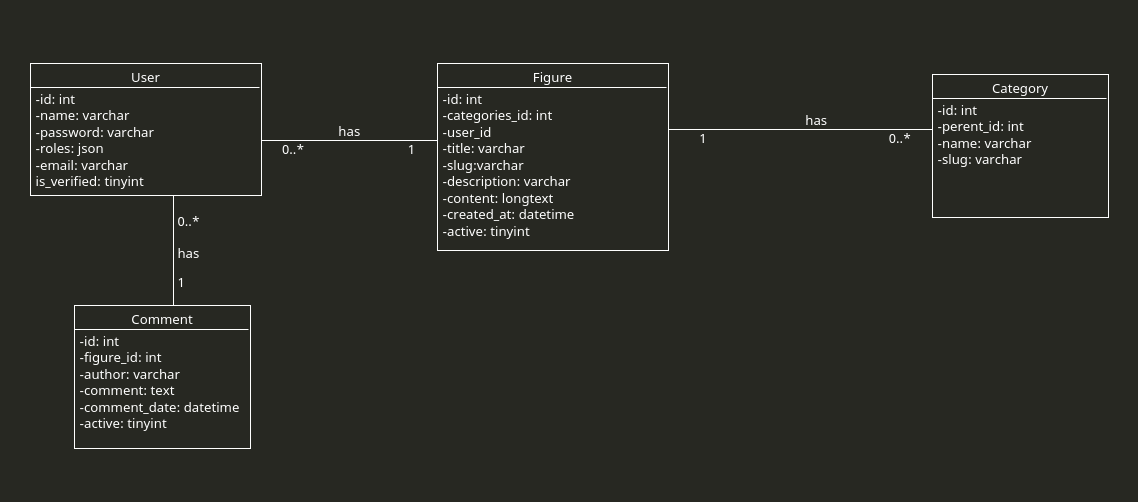 User
-id: int
-name: varchar
-password: varchar
-roles: json
-email: varchar
is_verified: tinyint
has
0..*
1
Figure
-id: int
-categories_id: int
-user_id
-title: varchar
-slug:varchar
-description: varchar
-content: longtext
-created_at: datetime
-active: tinyint
has
1
0..*
Category
-id: int
-perent_id: int
-name: varchar
-slug: varchar
0..*
has
1
Comment
-id: int
-figure_id: int
-author: varchar
-comment: text
-comment_date: datetime
-active: tinyint